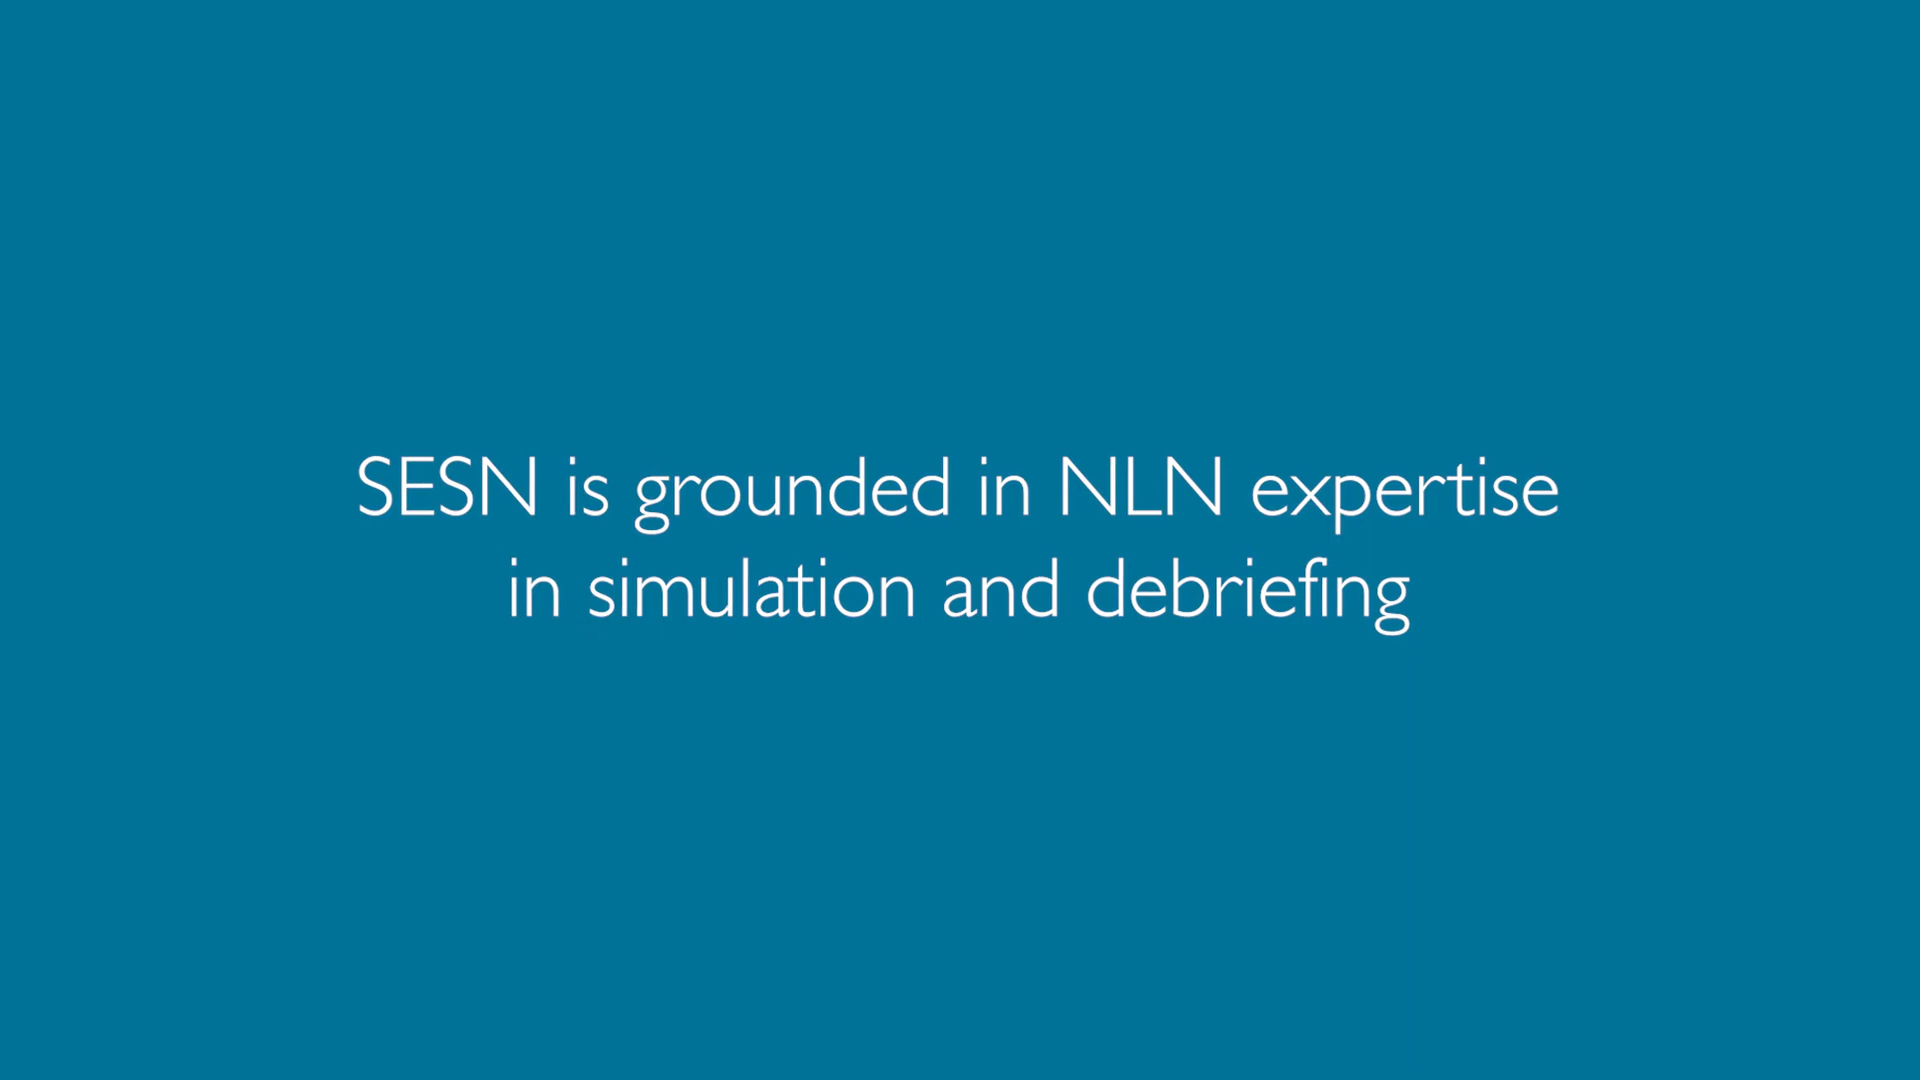 SESN is grounded in NLN expertise
in simulation and debriefing